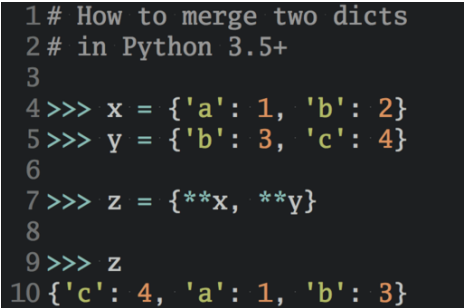 1 # How to merge two dicts
2 # in Python 3.5+
3
4 >>> x = {'a': 1, 'b': 2}
5 >>> y = {'b': 3, 'c': 4}
6
7 >>> z = {**x, **y}
8
9 >>> z
10 {'c': 4, 'a': 1, 'b': 3}